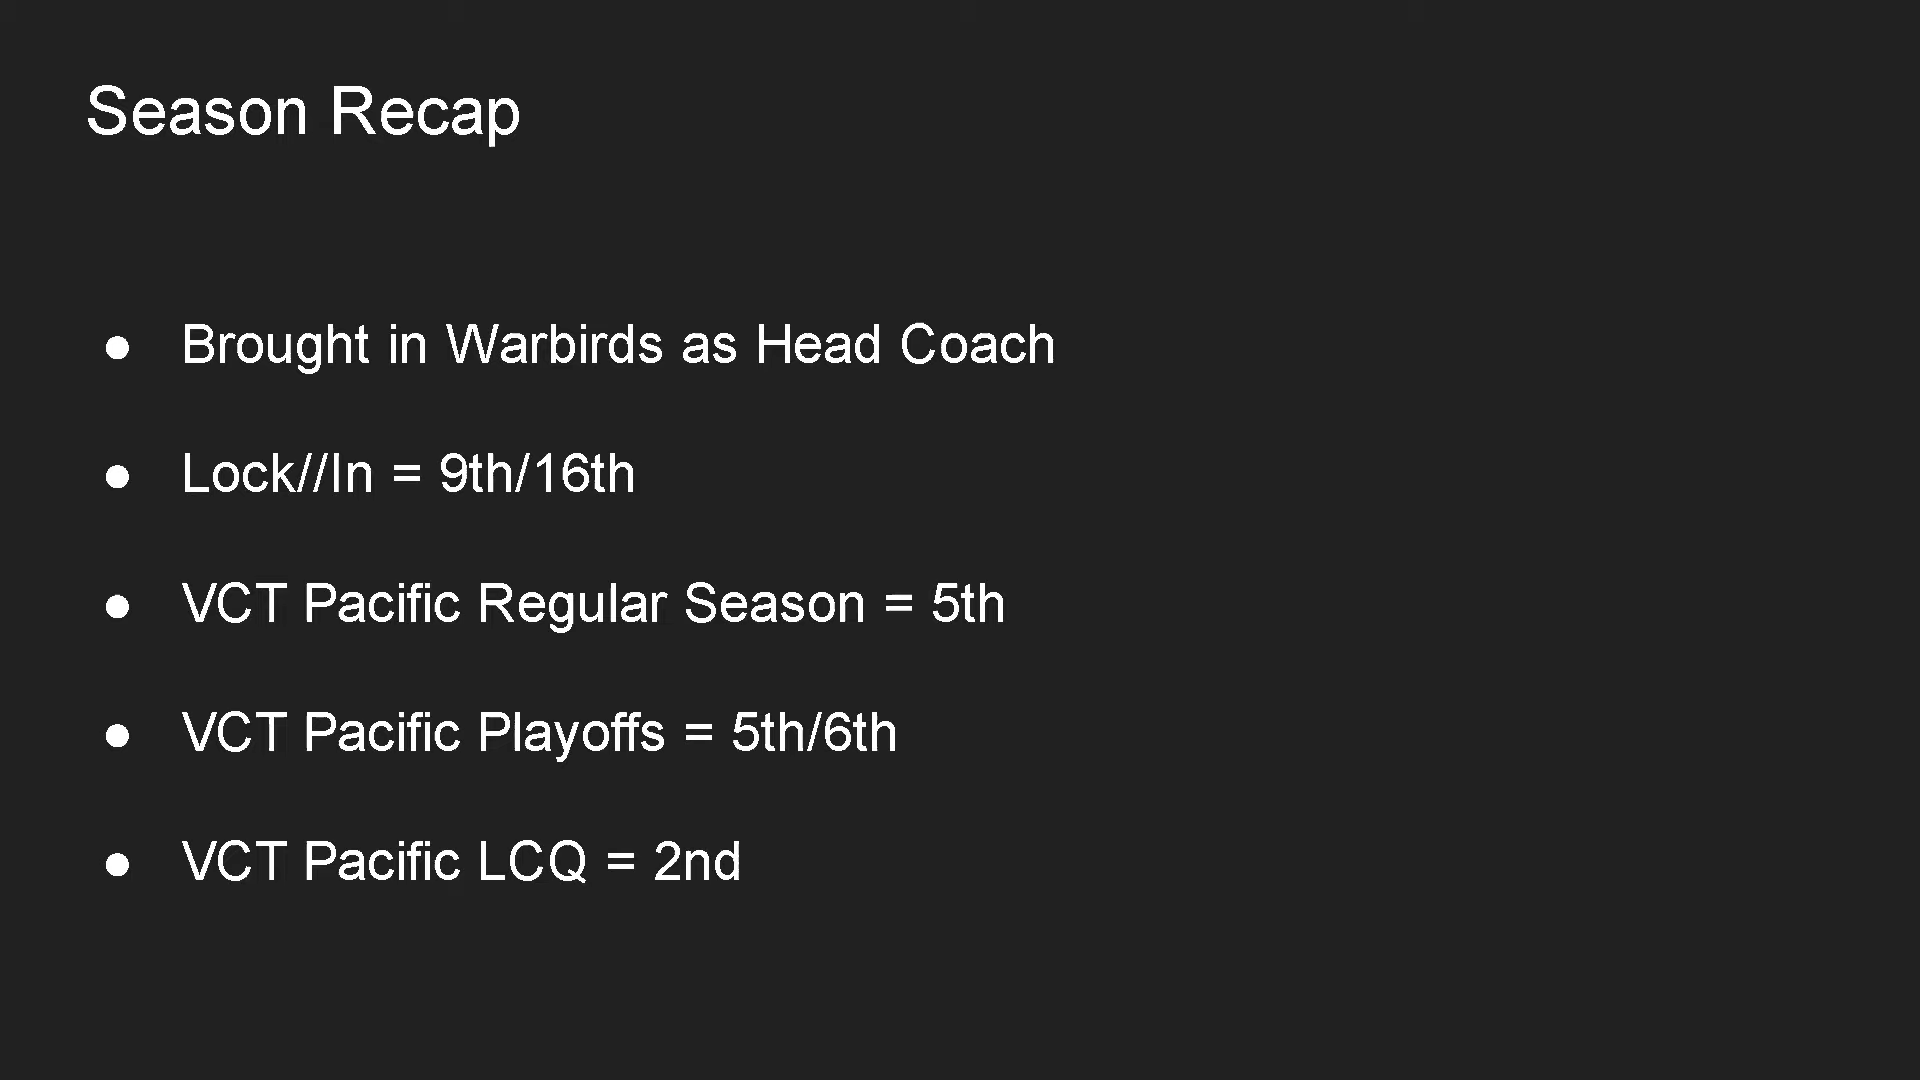 Season Recap
● Brought in Warbirds as Head Coach
● Lock//In = 9th/16th
● VCT Pacific Regular Season = 5th
● VCT Pacific Playoffs = 5th/6th
● VCT Pacific LCQ = 2nd